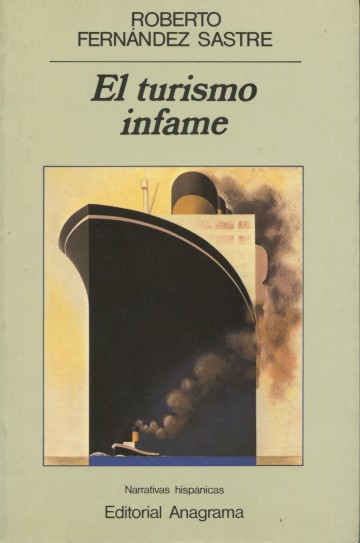 ROBERTO
FERNÁNDEZ SASTRE
El turismo
infame
Narrativas hispánicas
Editorial Anagrama